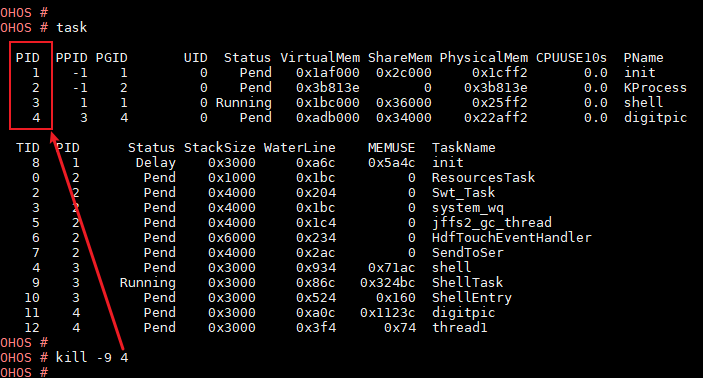 OHOS #
OHOS # task
PID PPID PGID UID Status VirtualMem ShareMem PhysicalMem CPUUSE10s PName
1 -1 1 0 Pend 0x1af000 0x2c000 0x1cff2 0.0 init
2 -1 2 0 Pend 0x3b813e 0 0x3b813e 0.0 KProcess
3 1 1 0 Running 0x1bc000 0x36000 0x25ff2 0.0 shell
4 3 4 0 Pend 0xadb000 0x34000 0x22aff2 0.0 digitpic
TID PID Status StackSize WaterLine MEMUSE TaskName
8 1 Delay 0x3000 0xa6c 0x5a4c init
0 2 Pend 0x1000 0x1bc 0 ResourcesTask
2 2 Pend 0x4000 0x204 0 Swt_Task
3 2 Pend 0x4000 0x1bc 0 system_wq
5 2 Pend 0x4000 0x1c4 0 jffs2_gc_thread
6 2 Pend 0x6000 0x234 0 HdfTouchEventHandler
7 2 Pend 0x4000 0x2ac 0 SendToSer
4 3 Pend 0x3000 0x934 0x71ac shell
9 3 Running 0x3000 0x86c 0x324bc ShellTask
10 3 Pend 0x3000 0x524 0x160 ShellEntry
11 4 Pend 0x3000 0xa0c 0x1123c digitpic
12 4 Pend 0x3000 0x3f4 0x74 thread1
OHOS #
OHOS # kill -9 4
OHOS #